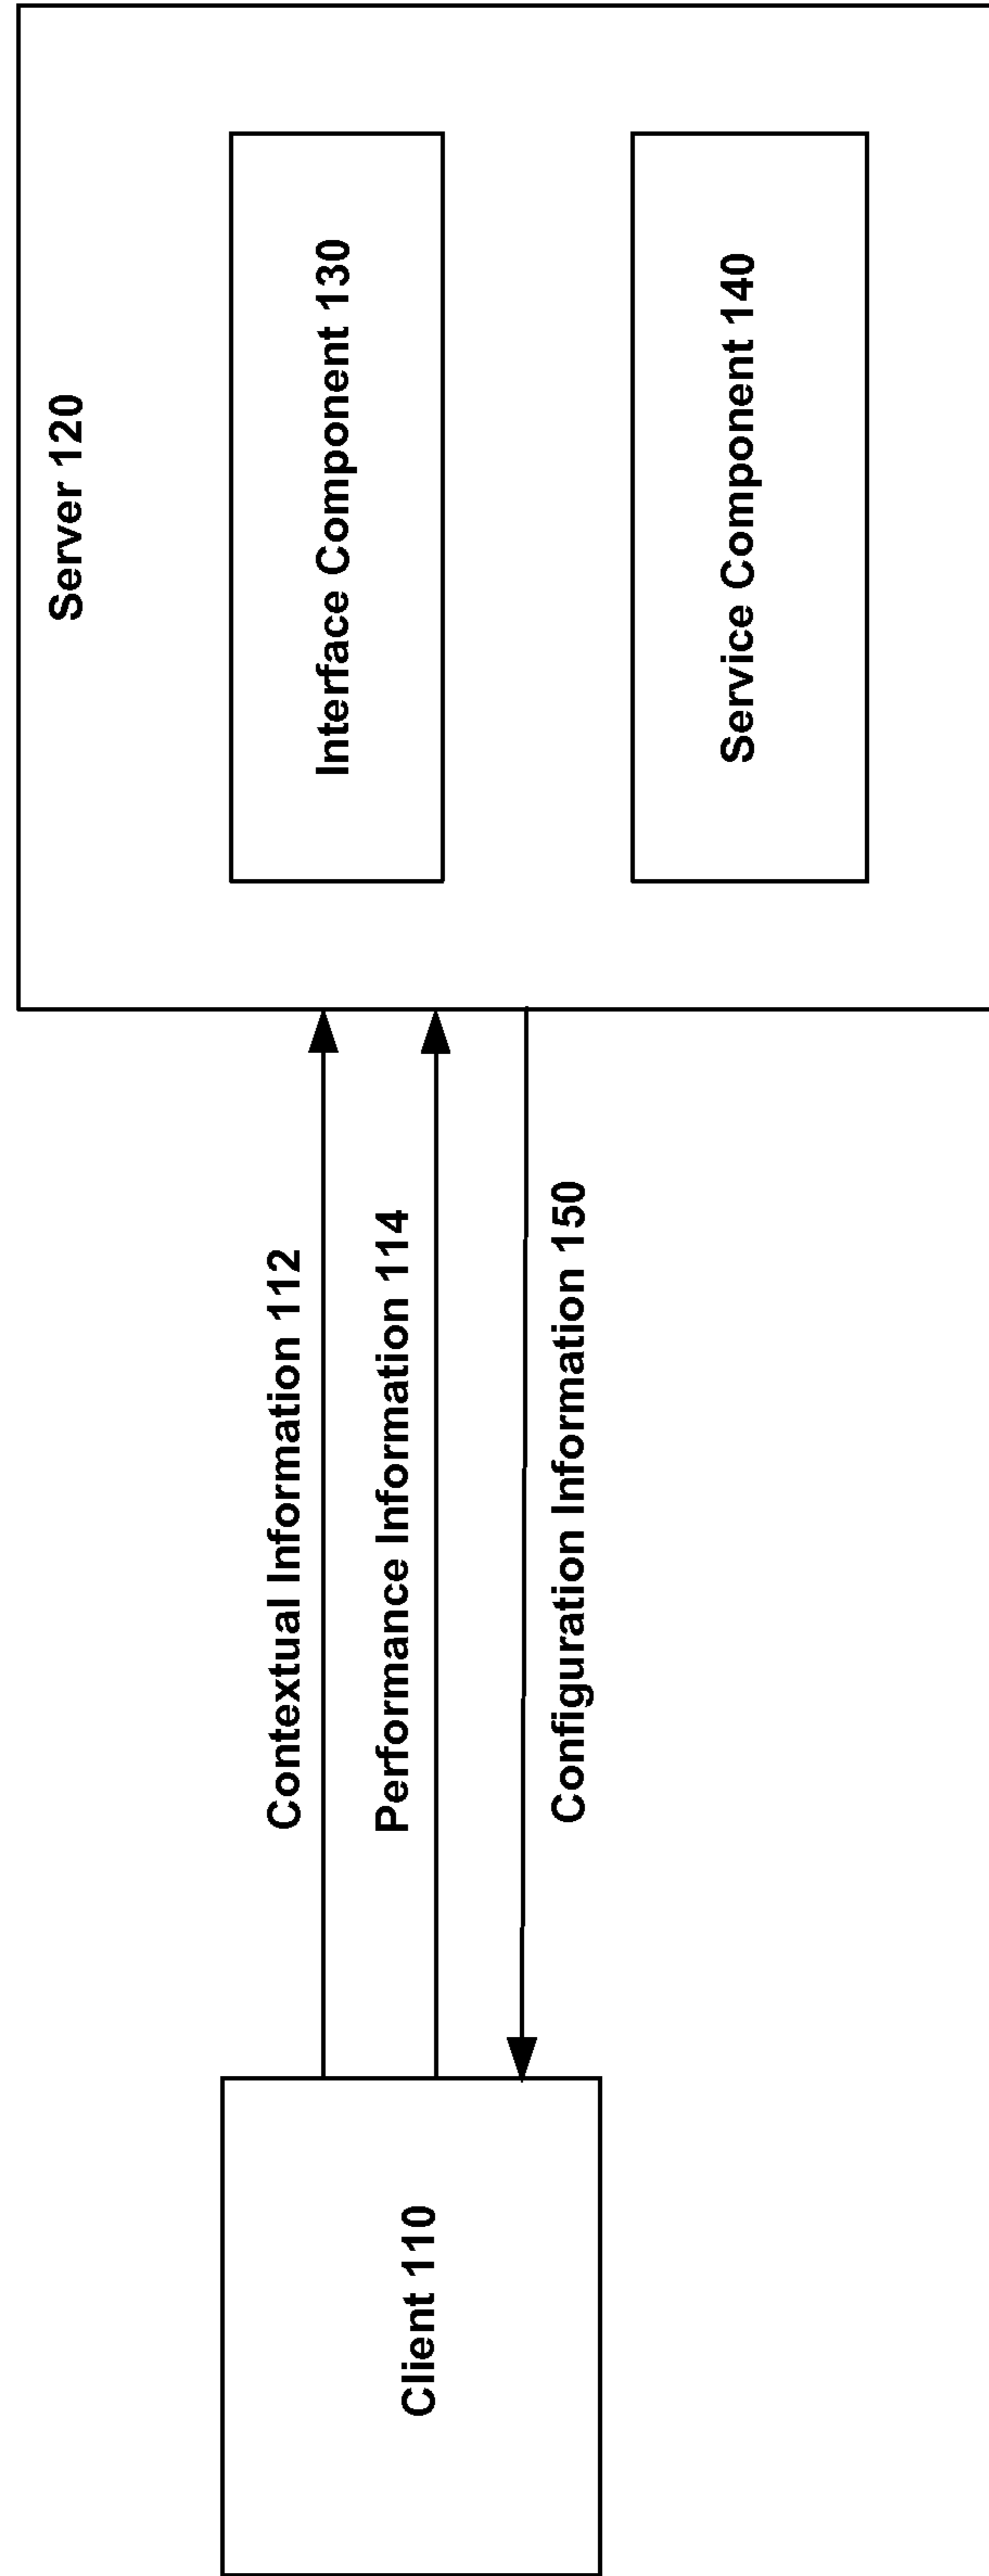 Server 120
Interface Component 130
Service Component 140
Contextual Information 112
Performance Information 114
Configuration Information 150
Client 110